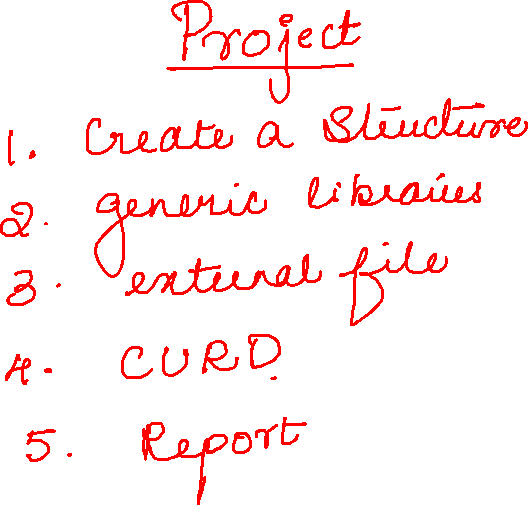 Project
1. Create a Structure
2. generic libraries
3. external file
4. CURD
5. Report